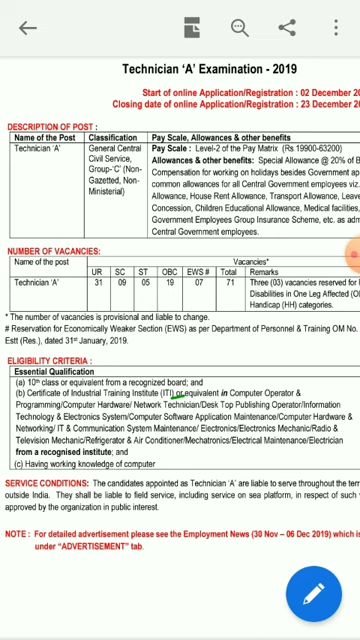 Technician ‘A’ Examination - 2019
Start of online Application/Registration : 02 December 20
Closing date of online Application/Registration : 23 December 20
DESCRIPTION OF POST :
Name of the Post Classification Pay Scale, Allowances & other benefits
Technician ‘A’ General Central Civil Service, Group-‘C’ (Non-Gazetted, Non-Ministerial) Pay Scale : Level-2 of the Pay Matrix (Rs.19900-63200)
Allowances & other benefits: Special Allowance @ 20% of B
Compensation for working on holidays besides Government ap
common allowances for all Central Government employees viz.
Allowance, House Rent Allowance, Transport Allowance, Leave
Concession, Children Educational Allowance, Medical facilities,
Government Employees Group Insurance Scheme, etc. as adm
Central Government employees.
NUMBER OF VACANCIES:
Name of the post Vacancies*
UR SC ST OBC EWS # Total Remarks
Technician ‘A’ 31 09 05 19 07 71 Three (03) vacancies reserved for
Disabilities in One Leg Affected (O
Handicap (HH) categories.
* The number of vacancies is provisional and liable to change.
# Reservation for Economically Weaker Section (EWS) as per Department of Personnel & Training OM No.
Estt (Res.) dated 31st January, 2019.
ELIGIBILITY CRITERIA :
Essential Qualification
(a) 10th class or equivalent from a recognized board; and
(b) Certificate of Industrial Training Institute (ITI) or equivalent in Computer Operator &
Programming/Computer Hardware/ Network Technician/Desk Top Publishing Operator/Information
Technology & Electronics System/Computer Software Application Maintenance/Computer Hardware &
Networking/ IT & Communication System Maintenance/ Electronics/Electronics Mechanic/Radio &
Television Mechanic/Refrigerator & Air Conditioner/Mechatronics/Electrical Maintenance/Electrician
from a recognised institute; and
(c) Having working knowledge of computer
SERVICE CONDITIONS: The candidates appointed as Technician ‘A’ are liable to serve throughout the terr
outside India. They shall be liable to field service, including service on sea platform, in respect of such
approved by the organization in public interest.
NOTE : For detailed advertisement please see the Employment News (30 Nov – 06 Dec 2019) which is
under “ADVERTISEMENT” tab.